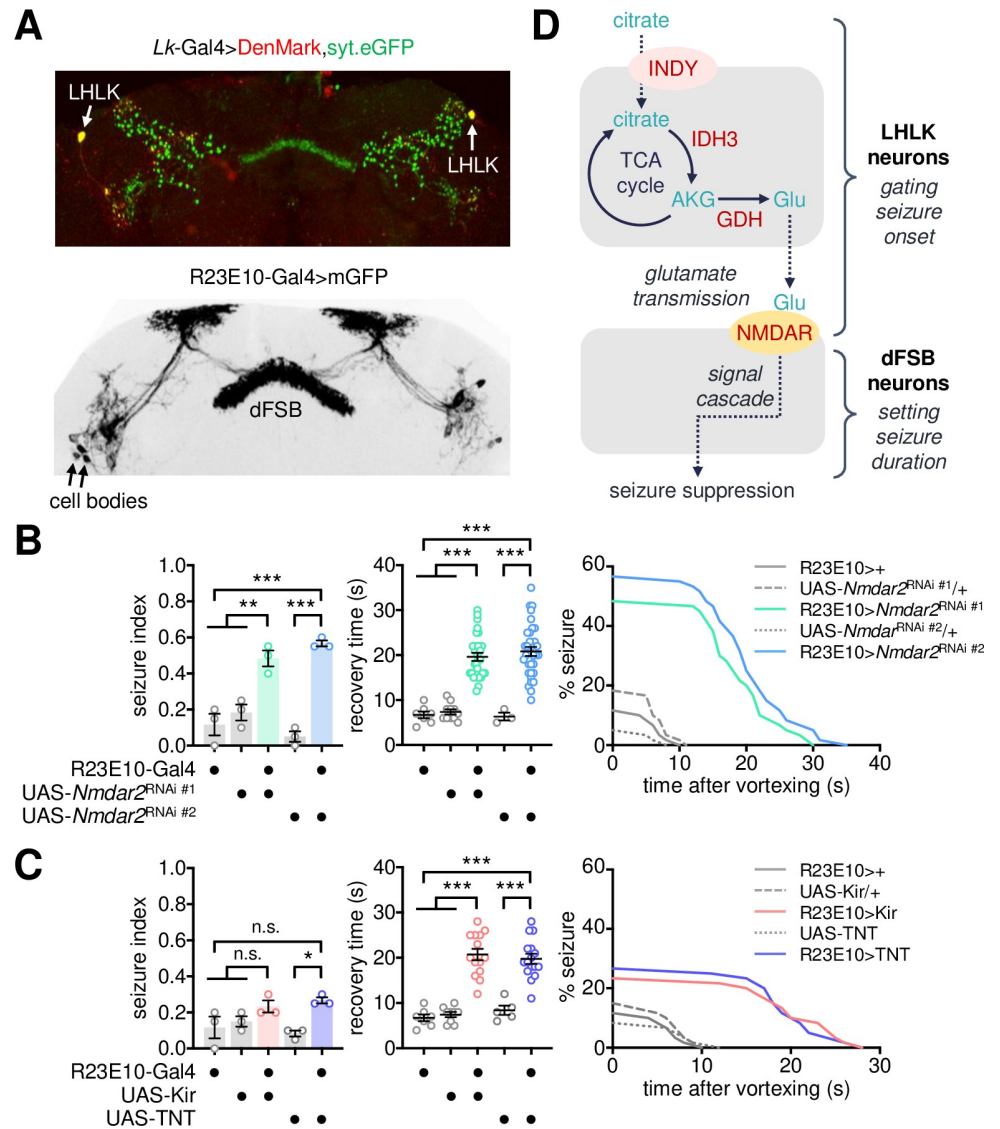 A
Lk-Gal4>DenMark,syt.eGFP
LHLK
LHLK
R23E10-Gal4>mGFP
dFSB
cell bodies
D
citrate
INDY
citrate
IDH3
TCA
cycle
AKG
Glu
GDH
glutamate
transmission
Glu
NMDAR
signal
cascade
seizure suppression
LHLK
neurons
gating
seizure
onset
dFSB
neurons
setting
seizure
duration
B
seizure index
1.0
0.8
0.6
0.4
0.2
0.0
***
**
***
recovery time (s)
40
30
20
10
0
***
***
***
% seizure
60
40
20
0
0 10 20 30 40
time after vortexing (s)
R23E10>+
UAS-Nmdar2RNAi #1/+
R23E10>Nmdar2RNAi #1
UAS-NmdarRNAi #2/+
R23E10>Nmdar2RNAi #2
R23E10-Gal4
UAS-Nmdar2RNAi #1
UAS-Nmdar2RNAi #2
C
seizure index
1.0
0.8
0.6
0.4
0.2
0.0
n.s.
n.s.
*
recovery time (s)
40
30
20
10
0
***
***
***
% seizure
60
40
20
0
0 10 20 30
time after vortexing (s)
R23E10>+
UAS-Kir/+
R23E10>Kir
UAS-TNT
R23E10>TNT
R23E10-Gal4
UAS-Kir
UAS-TNT